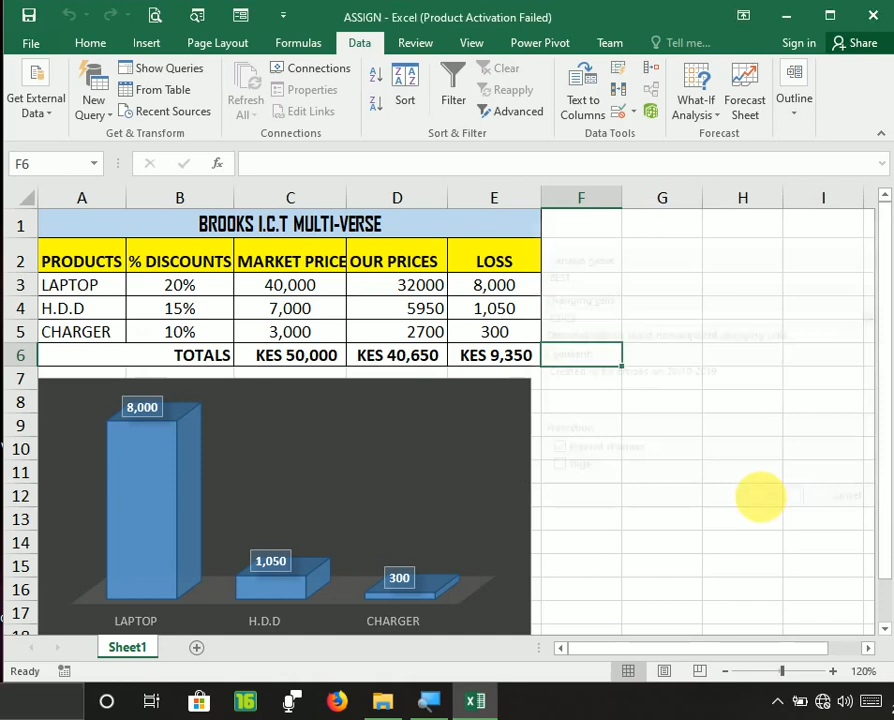 ASSIGN - Excel (Product Activation Failed)
File Home Insert Page Layout Formulas Data Review View Power Pivot Team Tell me... Sign in Share
Get External Data
New Query
Show Queries
From Table
Recent Sources
Get & Transform
Refresh All
Connections
Properties
Edit Links
Connections
Sort
Filter
Clear
Reapply
Advanced
Sort & Filter
Text to Columns
Data Tools
What-If Analysis
Forecast Sheet
Forecast
Outline
F6 fx
A B C D E F G H I
1 BROOKS I.C.T MULTI-VERSE
2 PRODUCTS % DISCOUNTS MARKET PRICE OUR PRICES LOSS
3 LAPTOP 20% 40,000 32000 8,000
4 H.D.D 15% 7,000 5950 1,050
5 CHARGER 10% 3,000 2700 300
6 TOTALS KES 50,000 KES 40,650 KES 9,350
7
8
9
10
11
12
13
14
15
16
17
8,000
1,050
300
LAPTOP H.D.D CHARGER
Cancel
Sheet1
Ready 120%
16